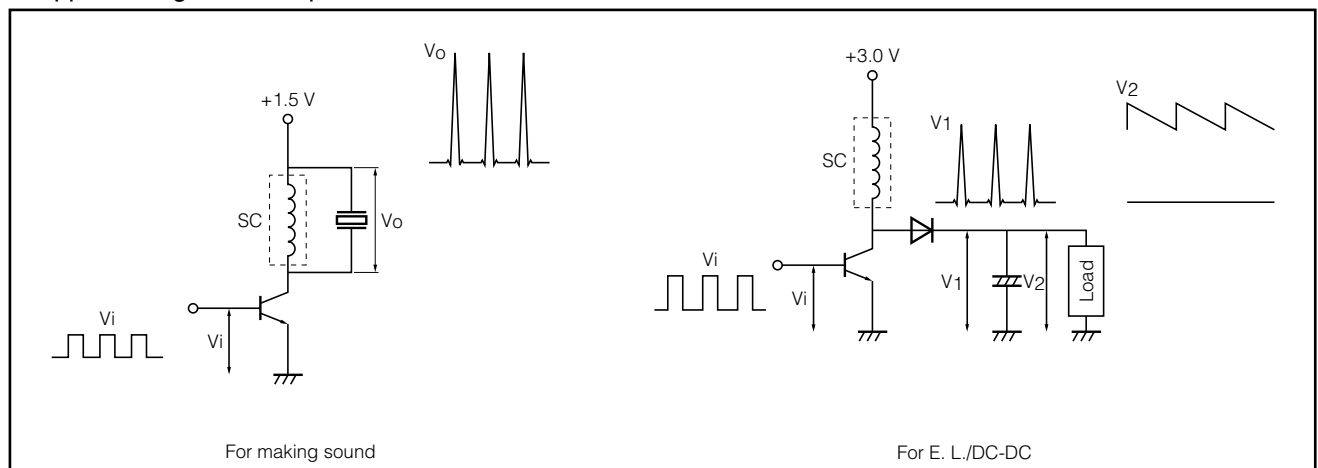 Vo
+1.5 V
SC
Vo
Vi
Vi
For making sound
+3.0 V
V2
V1
SC
Vi
Vi
V1
V2
Load
For E. L./DC-DC